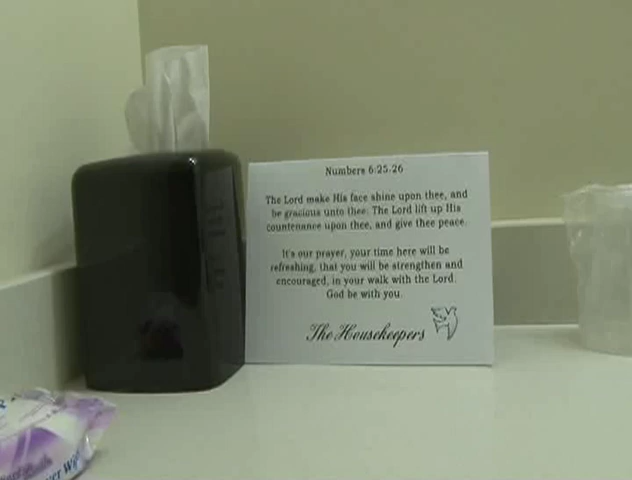 Numbers 6:25-26
The Lord make His face shine upon thee, and
be gracious unto thee. The Lord lift up His
countenance upon thee, and give thee peace.
It's our prayer, your time here will be
refreshing, that you will be strengthen and
encouraged, in your walk with the Lord.
God be with you.
The Housekeepers